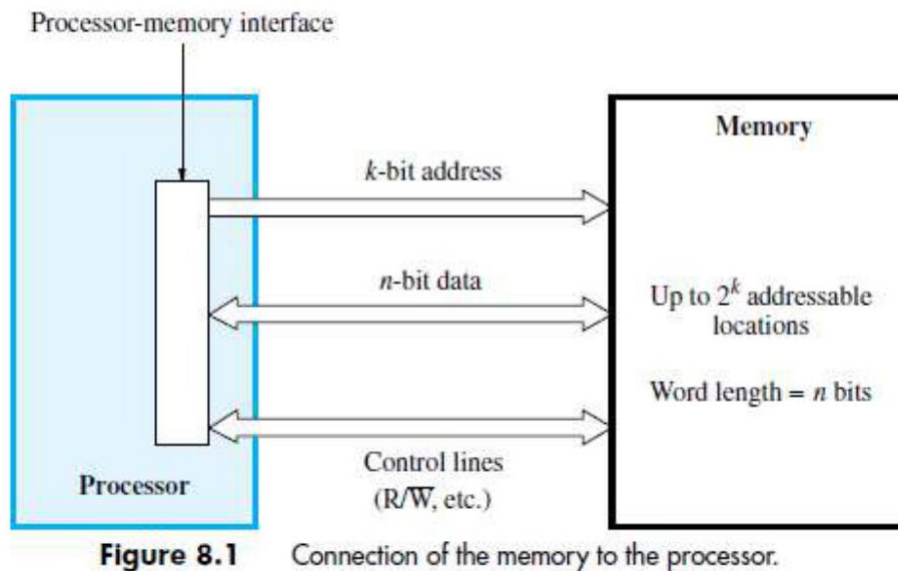 Processor-memory interface
Memory
k-bit address
n-bit data
Up to 2^k addressable
locations
Word length = n bits
Control lines
(R/W̅, etc.)
Processor
Figure 8.1 Connection of the memory to the processor.